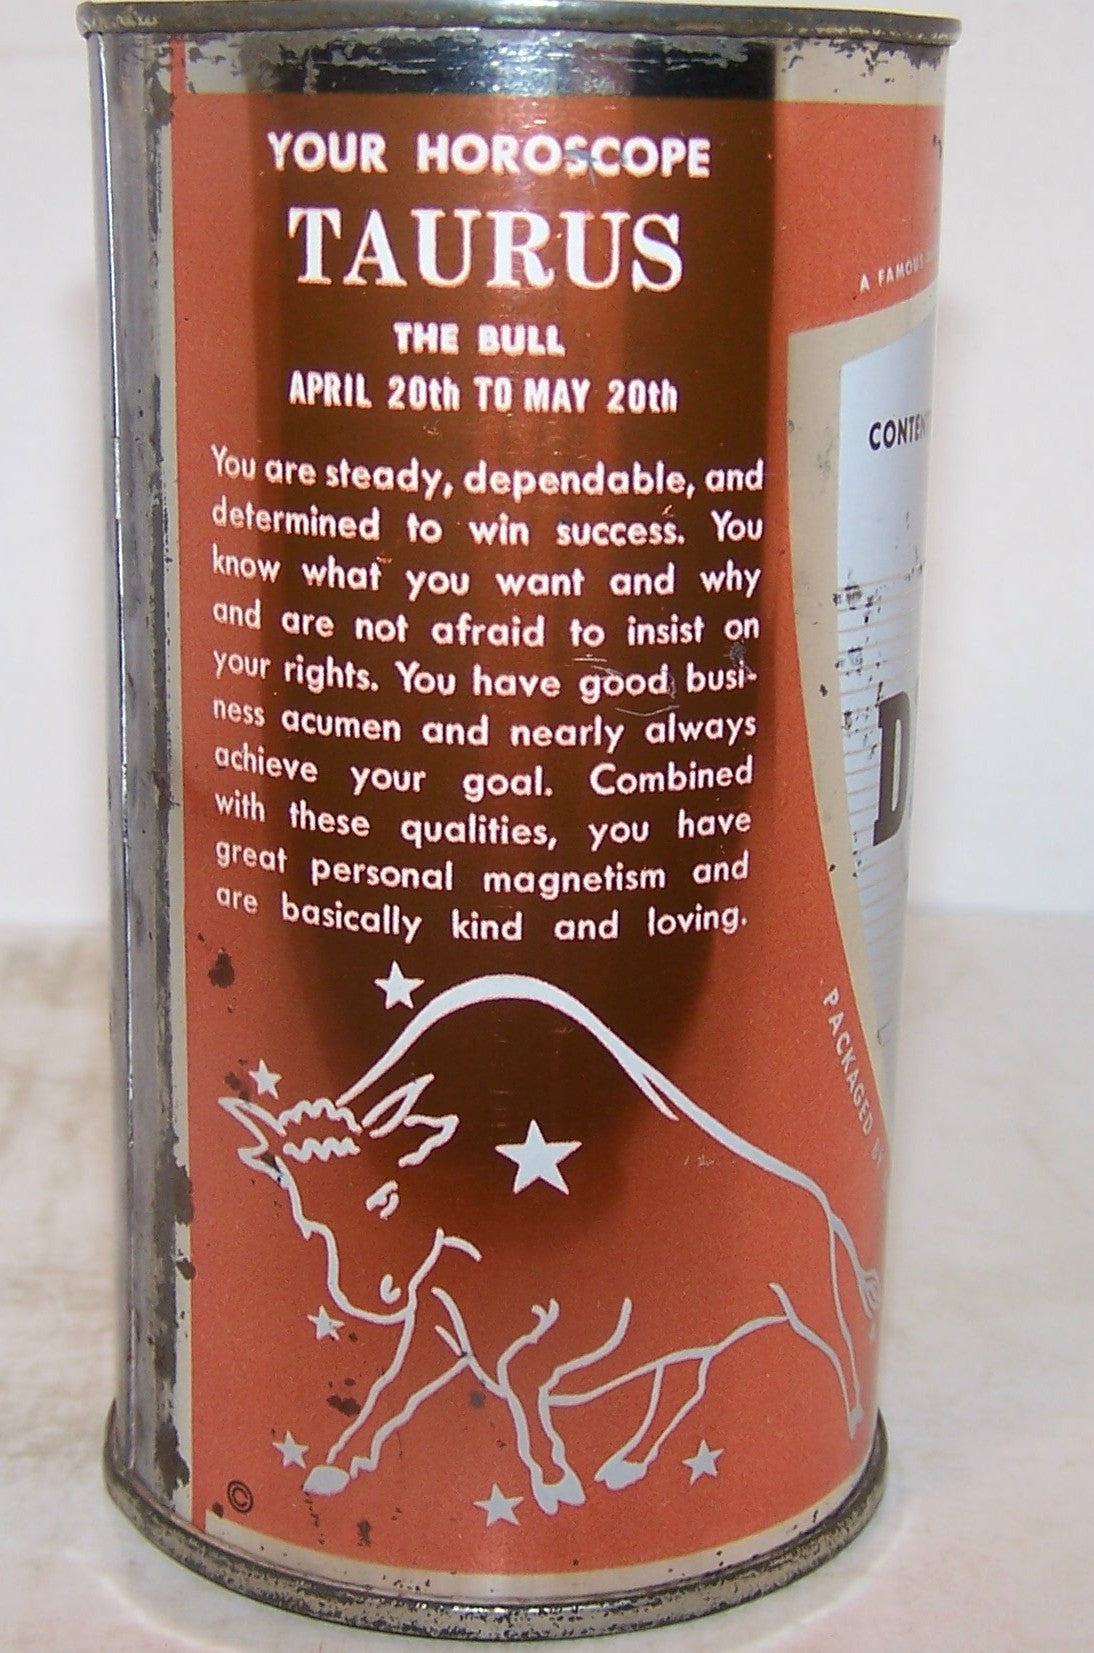 YOUR HOROSCOPE
TAURUS
THE BULL
APRIL 20th TO MAY 20th
You are steady, dependable, and
determined to win success. You
know what you want and why
and are not afraid to insist on
your rights. You have good busi-
ness acumen and nearly always
achieve your goal. Combined
with these qualities, you have
great personal magnetism and
are basically kind and loving.
©
A FAMOUS
PACKAGED BY